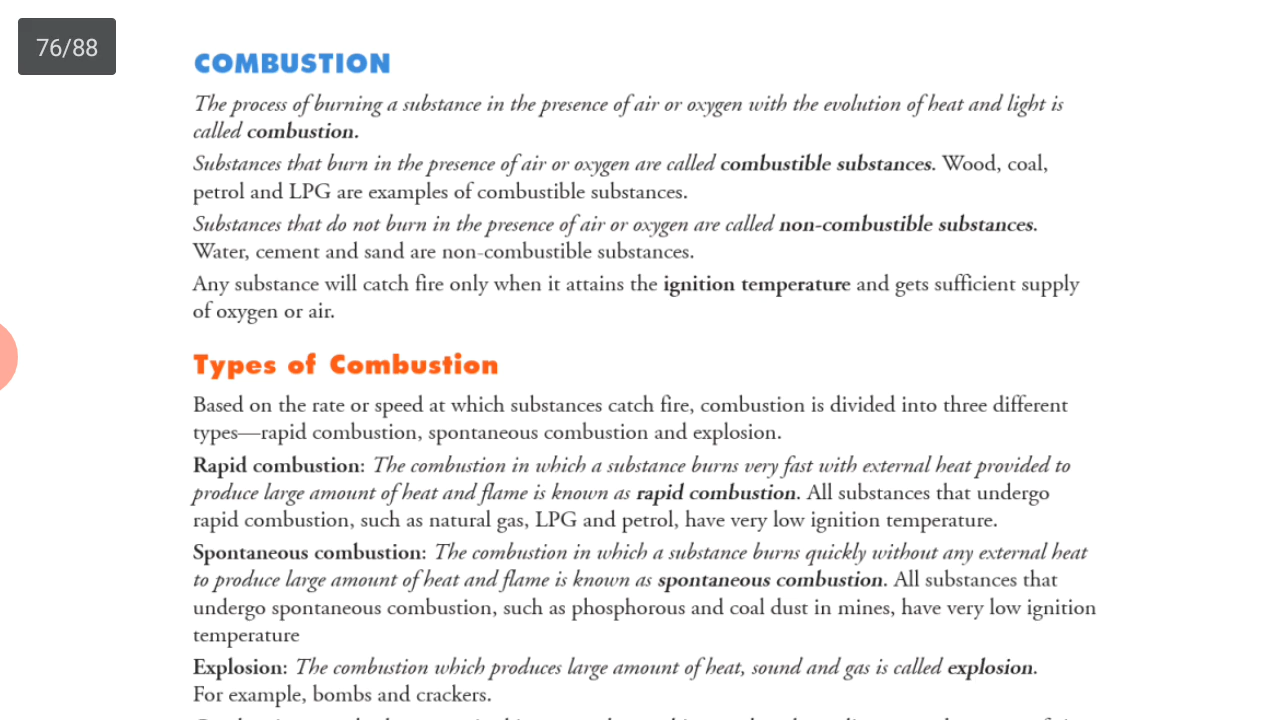 76/88
COMBUSTION
The process of burning a substance in the presence of air or oxygen with the evolution of heat and light is
called combustion.
Substances that burn in the presence of air or oxygen are called combustible substances. Wood, coal,
petrol and LPG are examples of combustible substances.
Substances that do not burn in the presence of air or oxygen are called non-combustible substances.
Water, cement and sand are non-combustible substances.
Any substance will catch fire only when it attains the ignition temperature and gets sufficient supply
of oxygen or air.
Types of Combustion
Based on the rate or speed at which substances catch fire, combustion is divided into three different
types—rapid combustion, spontaneous combustion and explosion.
Rapid combustion: The combustion in which a substance burns very fast with external heat provided to
produce large amount of heat and flame is known as rapid combustion. All substances that undergo
rapid combustion, such as natural gas, LPG and petrol, have very low ignition temperature.
Spontaneous combustion: The combustion in which a substance burns quickly without any external heat
to produce large amount of heat and flame is known as spontaneous combustion. All substances that
undergo spontaneous combustion, such as phosphorous and coal dust in mines, have very low ignition
temperature
Explosion: The combustion which produces large amount of heat, sound and gas is called explosion.
For example, bombs and crackers.